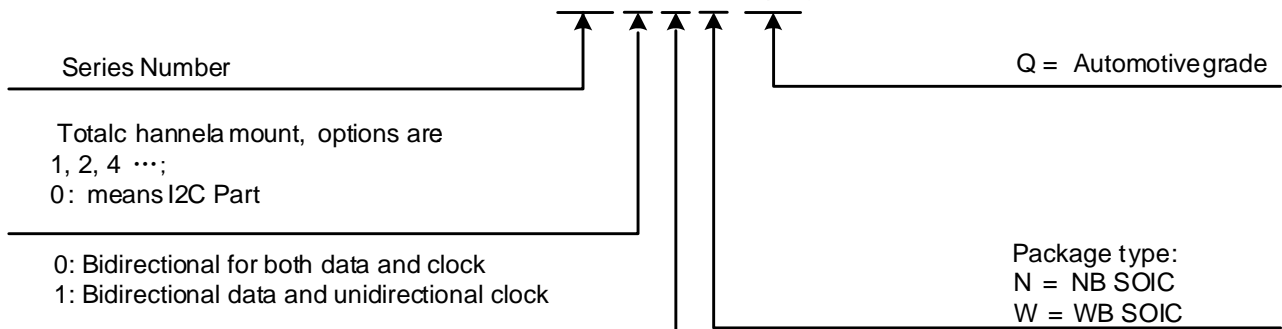 Series Number
Q = Automotivegrade
Totalc hannela mount, options are
1, 2, 4 ···;
0: means I2C Part
0: Bidirectional for both data and clock
1: Bidirectional data and unidirectional clock
Package type:
N = NB SOIC
W = WB SOIC